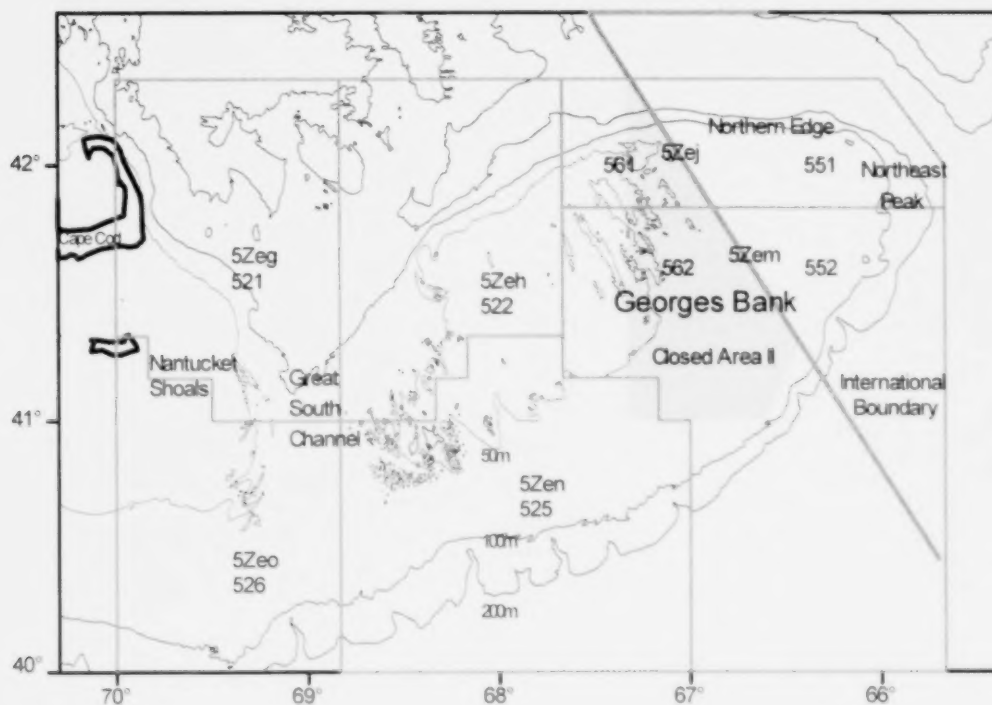 Northern Edge
42°
561
5Zej
551
Northeast
Peak
Cape Cod
5Zeg
521
5Zeh
522
562
5Zem
552
Georges Bank
Nantucket
Shoals
Great
South
Channel
Closed Area II
International
Boundary
41°
50m
5Zen
525
100m
5Zeo
526
200m
40°
70°
69°
68°
67°
66°